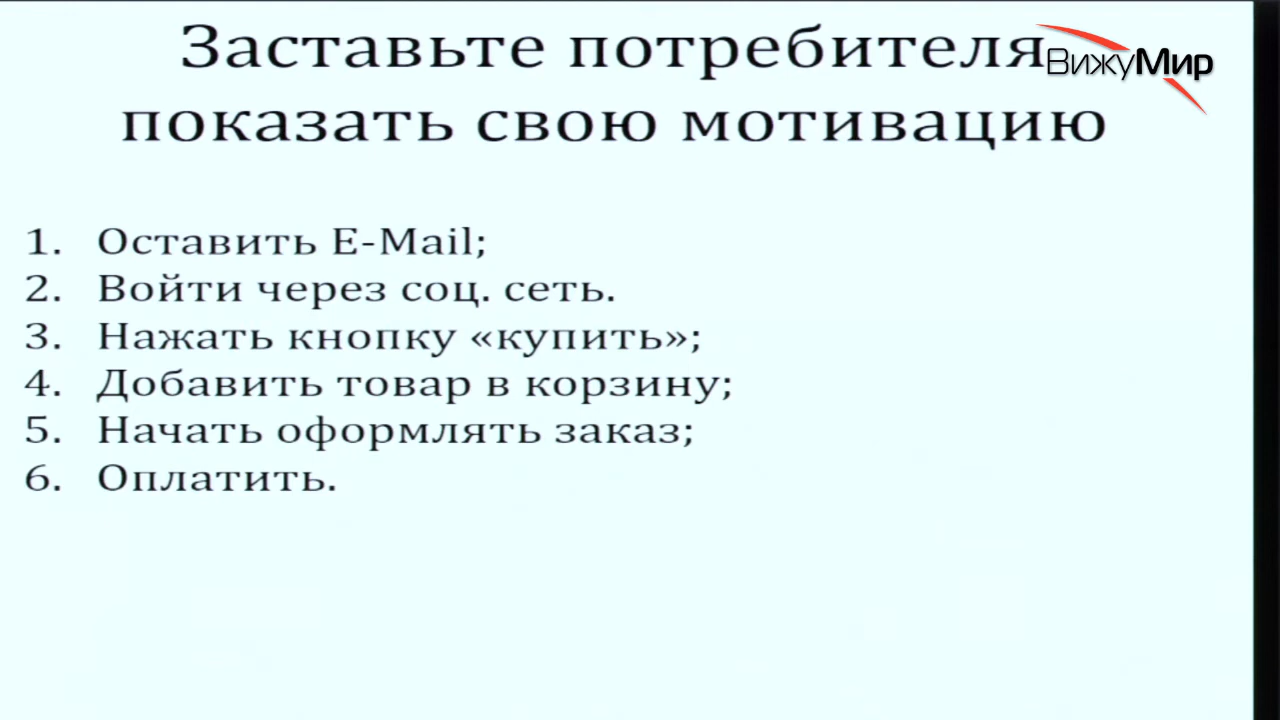 Заставьте потребителя
ВижуМир
показать свою мотивацию
1. Оставить E-Mail;
2. Войти через соц. сеть.
3. Нажать кнопку «купить»;
4. Добавить товар в корзину;
5. Начать оформлять заказ;
6. Оплатить.